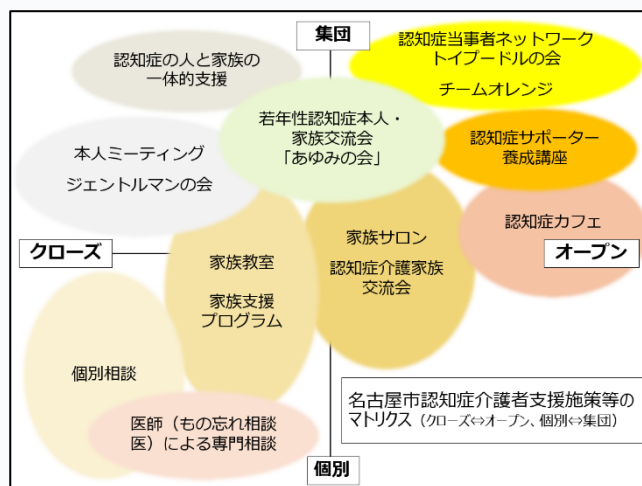 集団
認知症の人と家族の
一体的支援
認知症当事者ネットワーク
トイプードルの会
チームオレンジ
若年性認知症本人・
家族交流会
「あゆみの会」
本人ミーティング
ジェントルマンの会
認知症サポーター
養成講座
クローズ
家族教室
家族支援
プログラム
家族サロン
認知症介護家族
交流会
認知症カフェ
オープン
個別相談
医師（もの忘れ相談
医）による専門相談
名古屋市認知症介護者支援施策等の
マトリクス（クローズ⇔オープン、個別⇔集団）
個別